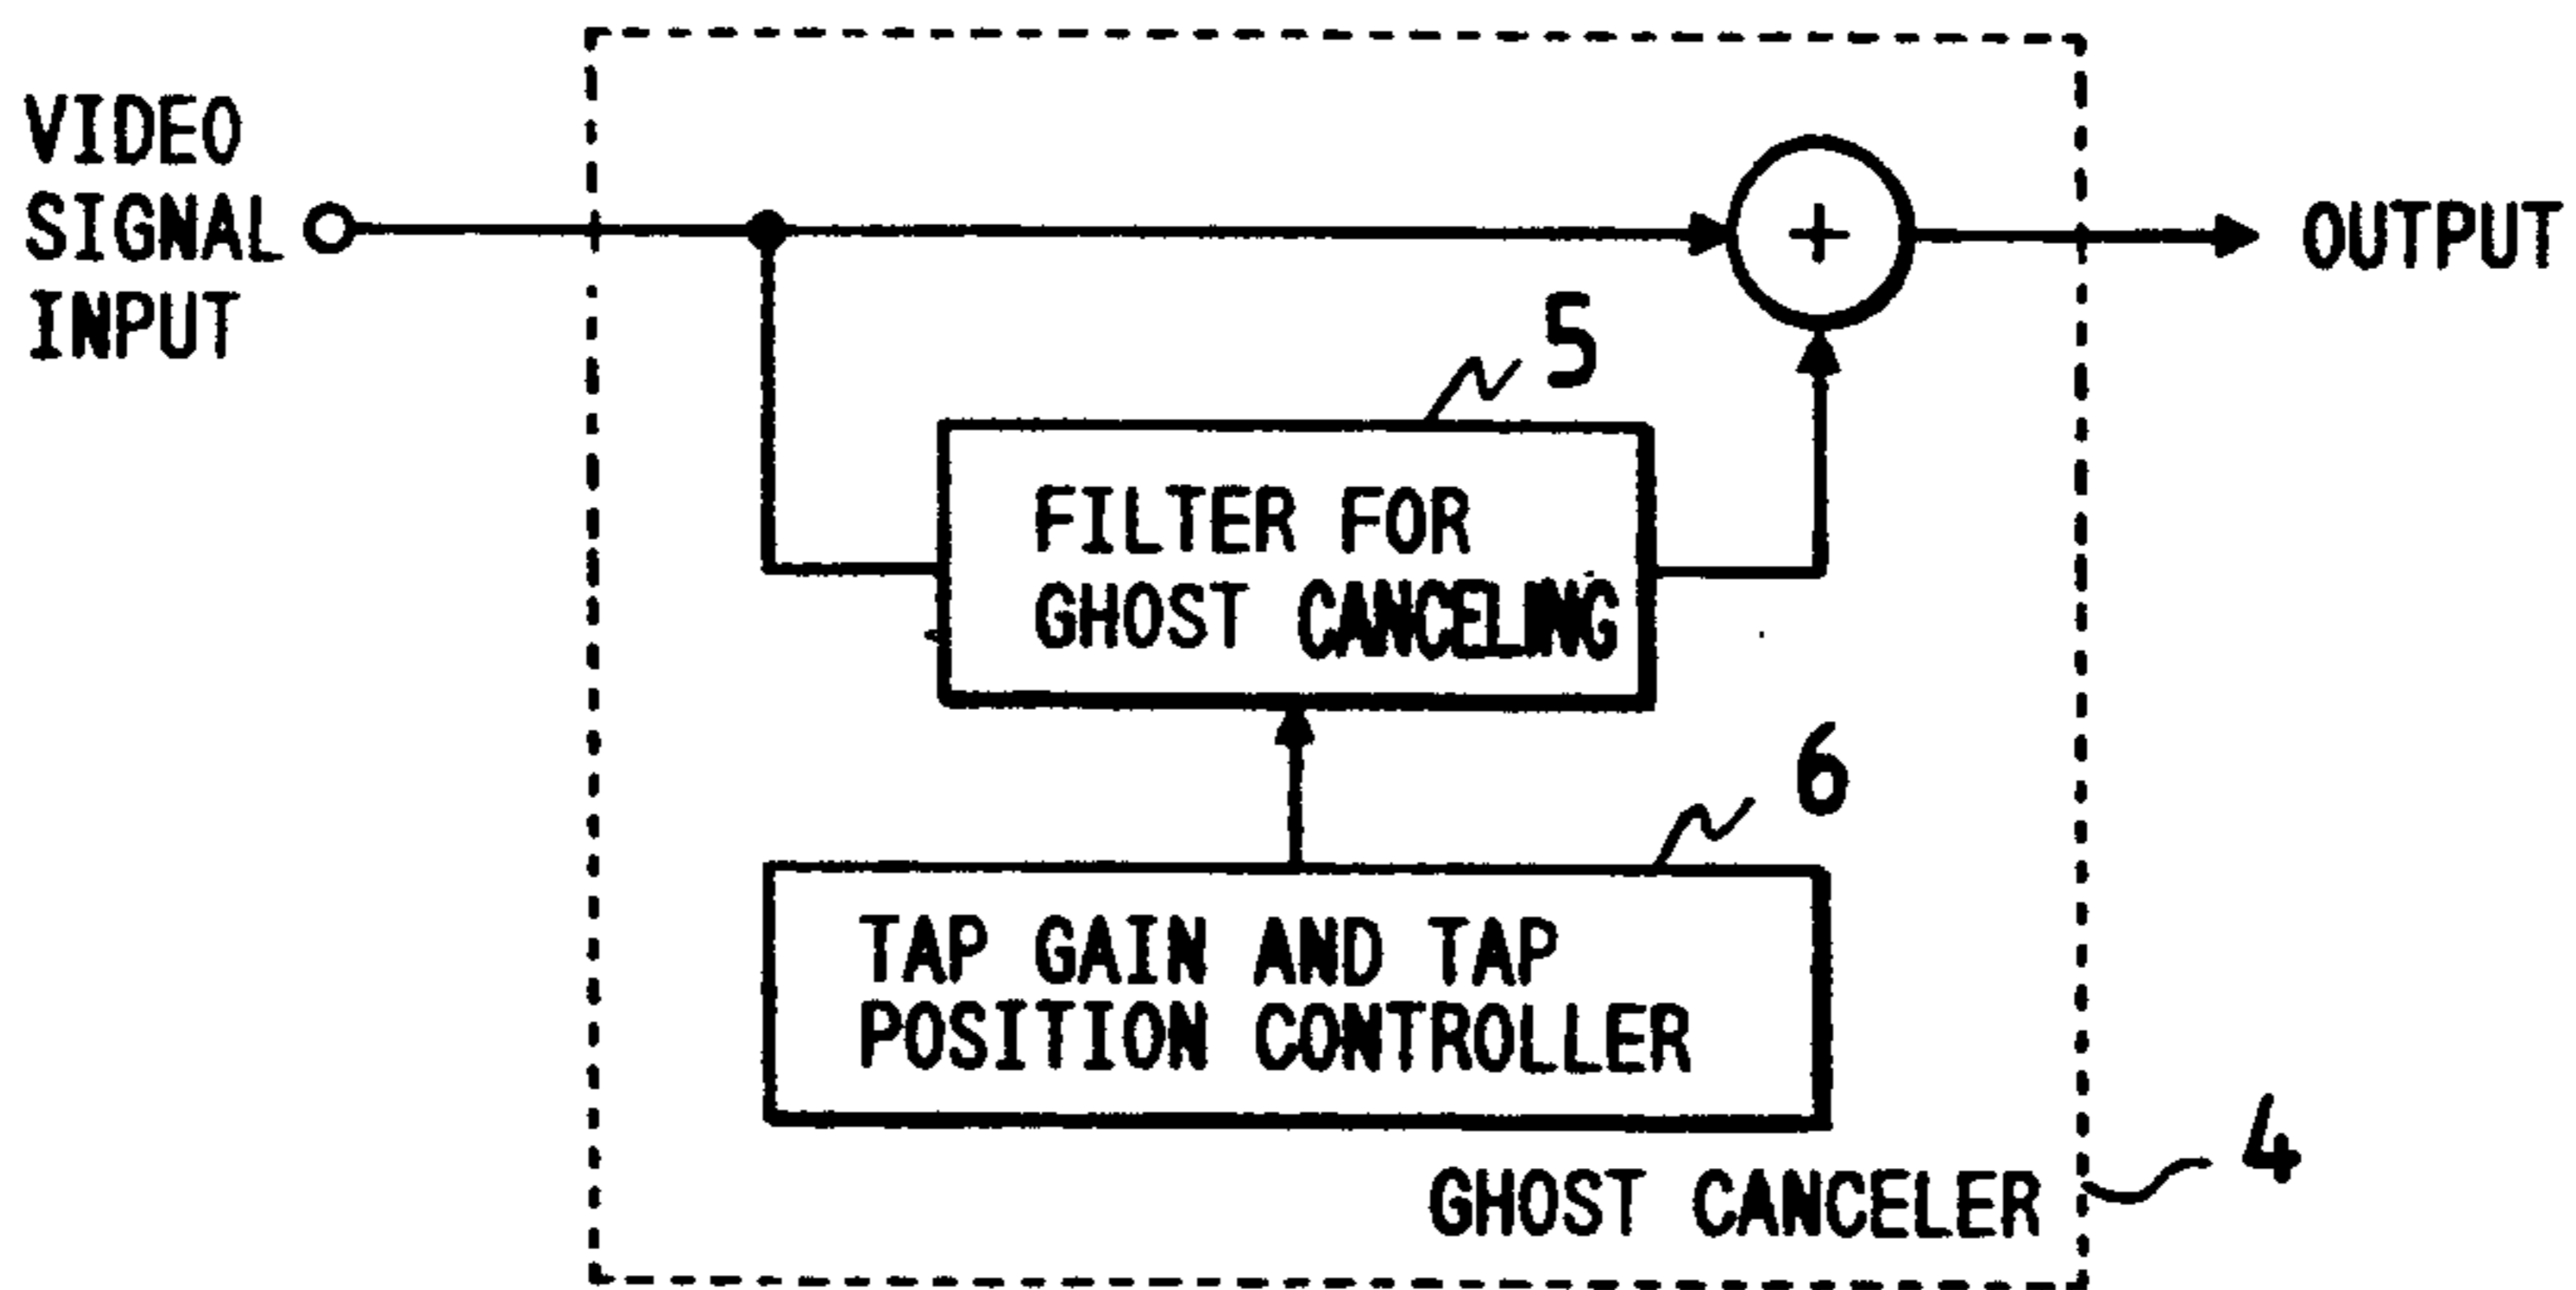 VIDEO
SIGNAL
INPUT
+
OUTPUT
5
FILTER FOR
GHOST CANCELING
6
TAP GAIN AND TAP
POSITION CONTROLLER
GHOST CANCELER
4